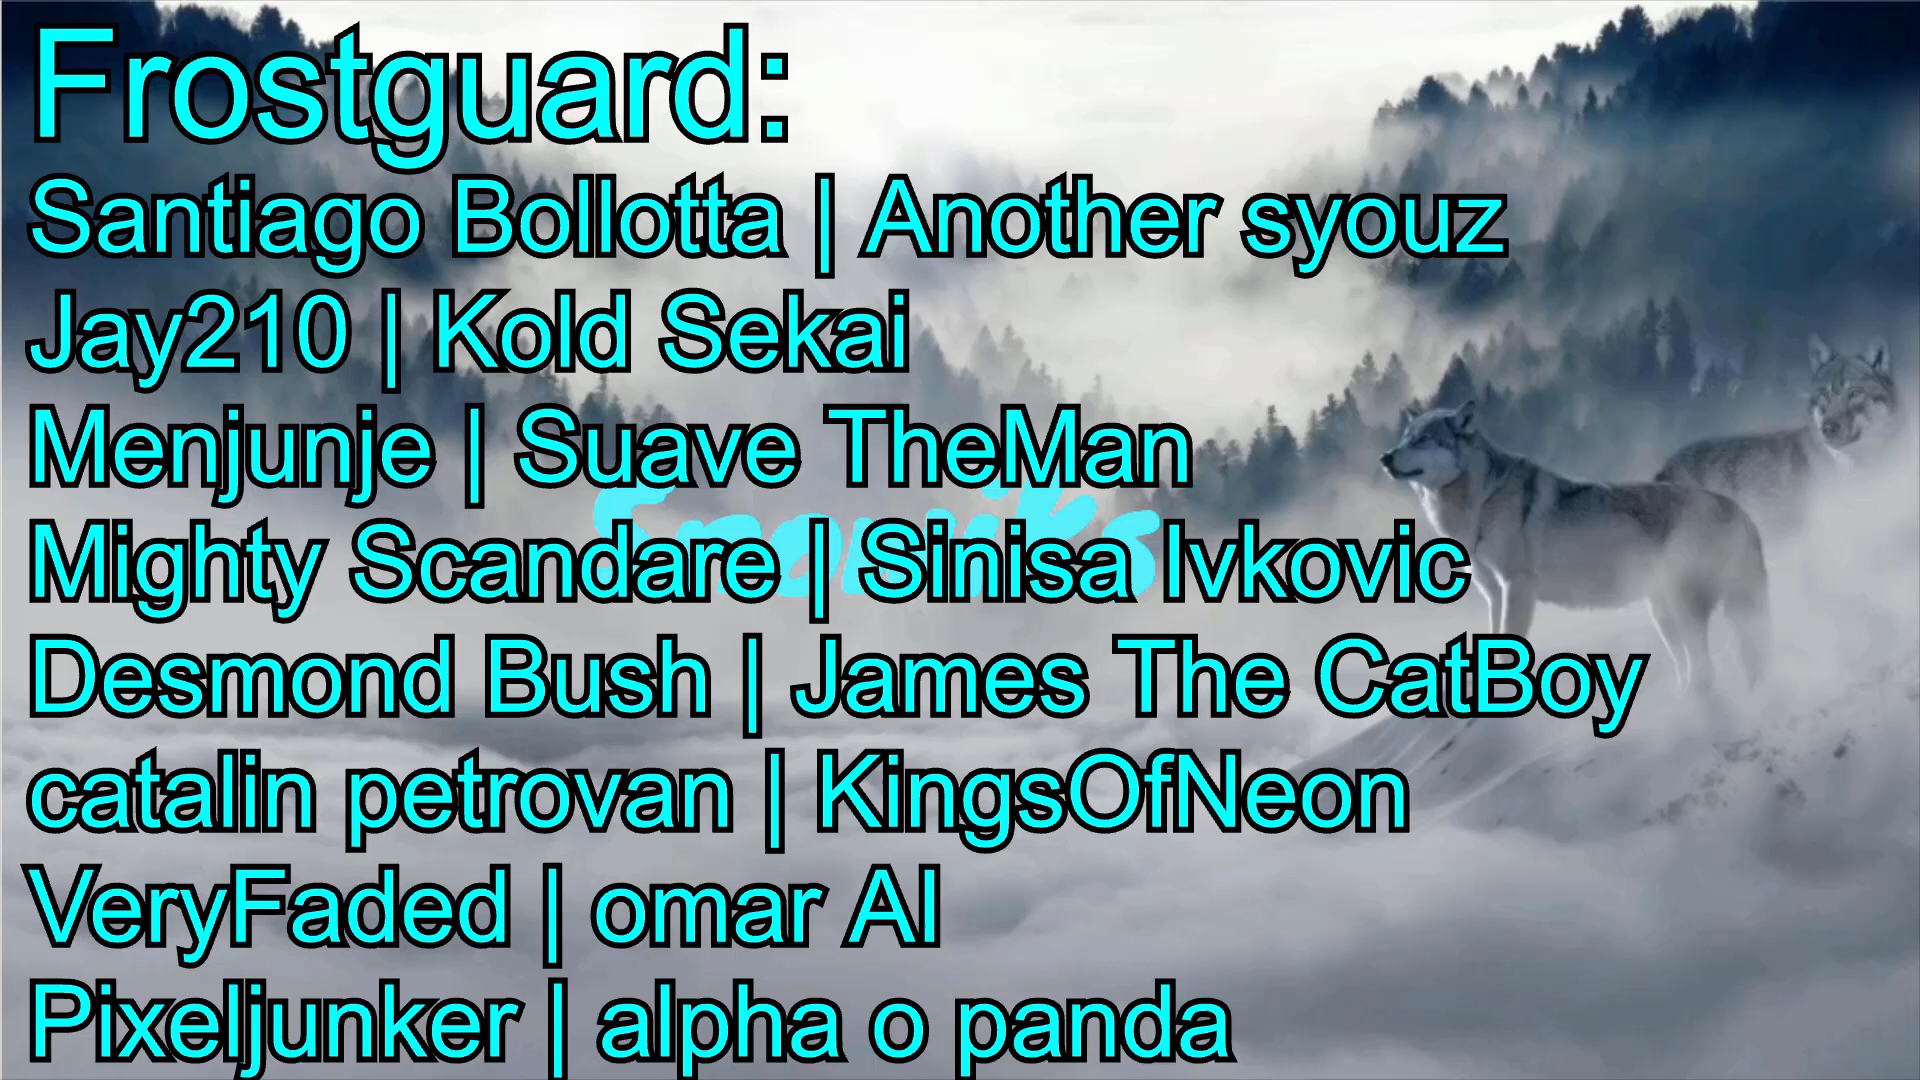 Frostguard:
Santiago Bollotta | Another syouz
Jay210 | Kold Sekai
Menjunje | Suave TheMan
Mighty Scandare | Sinisa Ivkovic
Desmond Bush | James The CatBoy
catalin petrovan | KingsOfNeon
VeryFaded | omar Al
Pixeljunker | alpha o panda